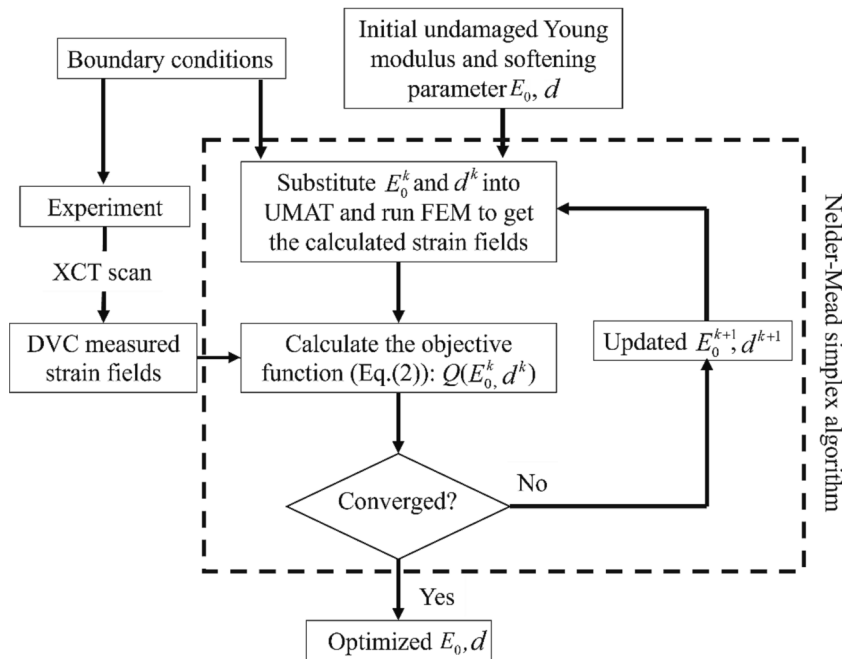 Boundary conditions
Initial undamaged Young
modulus and softening
parameter E₀, d
Experiment
XCT scan
DVC measured
strain fields
Substitute E₀ᵏ and dᵏ into
UMAT and run FEM to get
the calculated strain fields
Calculate the objective
function (Eq.(2)): Q(E₀ᵏ, dᵏ)
Converged?
No
Updated E₀ᵏ⁺¹, dᵏ⁺¹
Yes
Optimized E₀, d
Nelder-Mead simplex algorithm